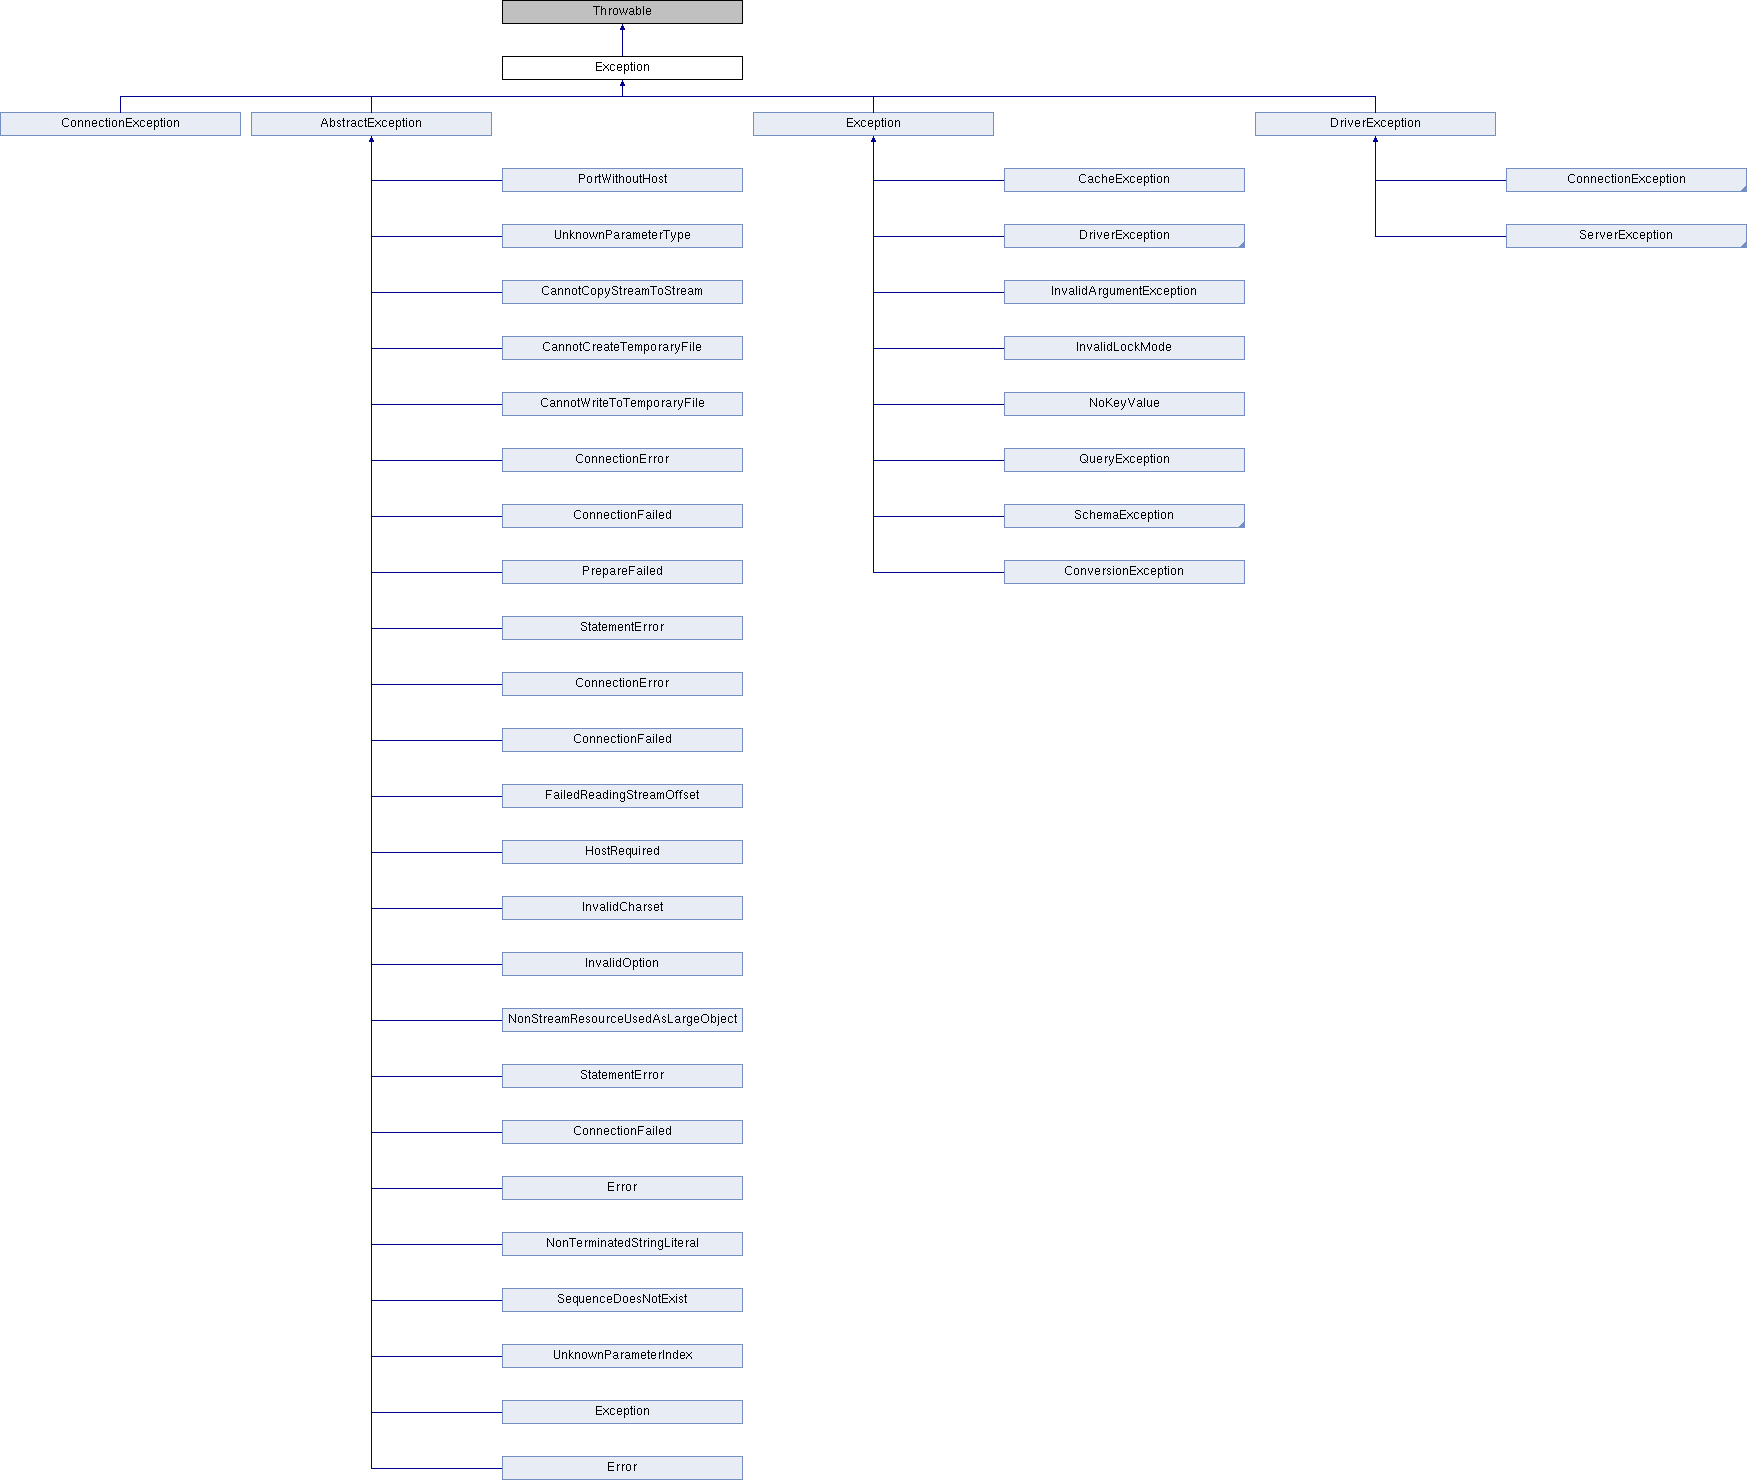 Throwable
Exception
ConnectionException
AbstractException
Exception
DriverException
PortWithoutHost
CacheException
ConnectionException
UnknownParameterType
DriverException
ServerException
CannotCopyStreamToStream
InvalidArgumentException
CannotCreateTemporaryFile
InvalidLockMode
CannotWriteToTemporaryFile
NoKeyValue
ConnectionError
QueryException
ConnectionFailed
SchemaException
PrepareFailed
ConversionException
StatementError
ConnectionError
ConnectionFailed
FailedReadingStreamOffset
HostRequired
InvalidCharset
InvalidOption
NonStreamResourceUsedAsLargeObject
StatementError
ConnectionFailed
Error
NonTerminatedStringLiteral
SequenceDoesNotExist
UnknownParameterIndex
Exception
Error